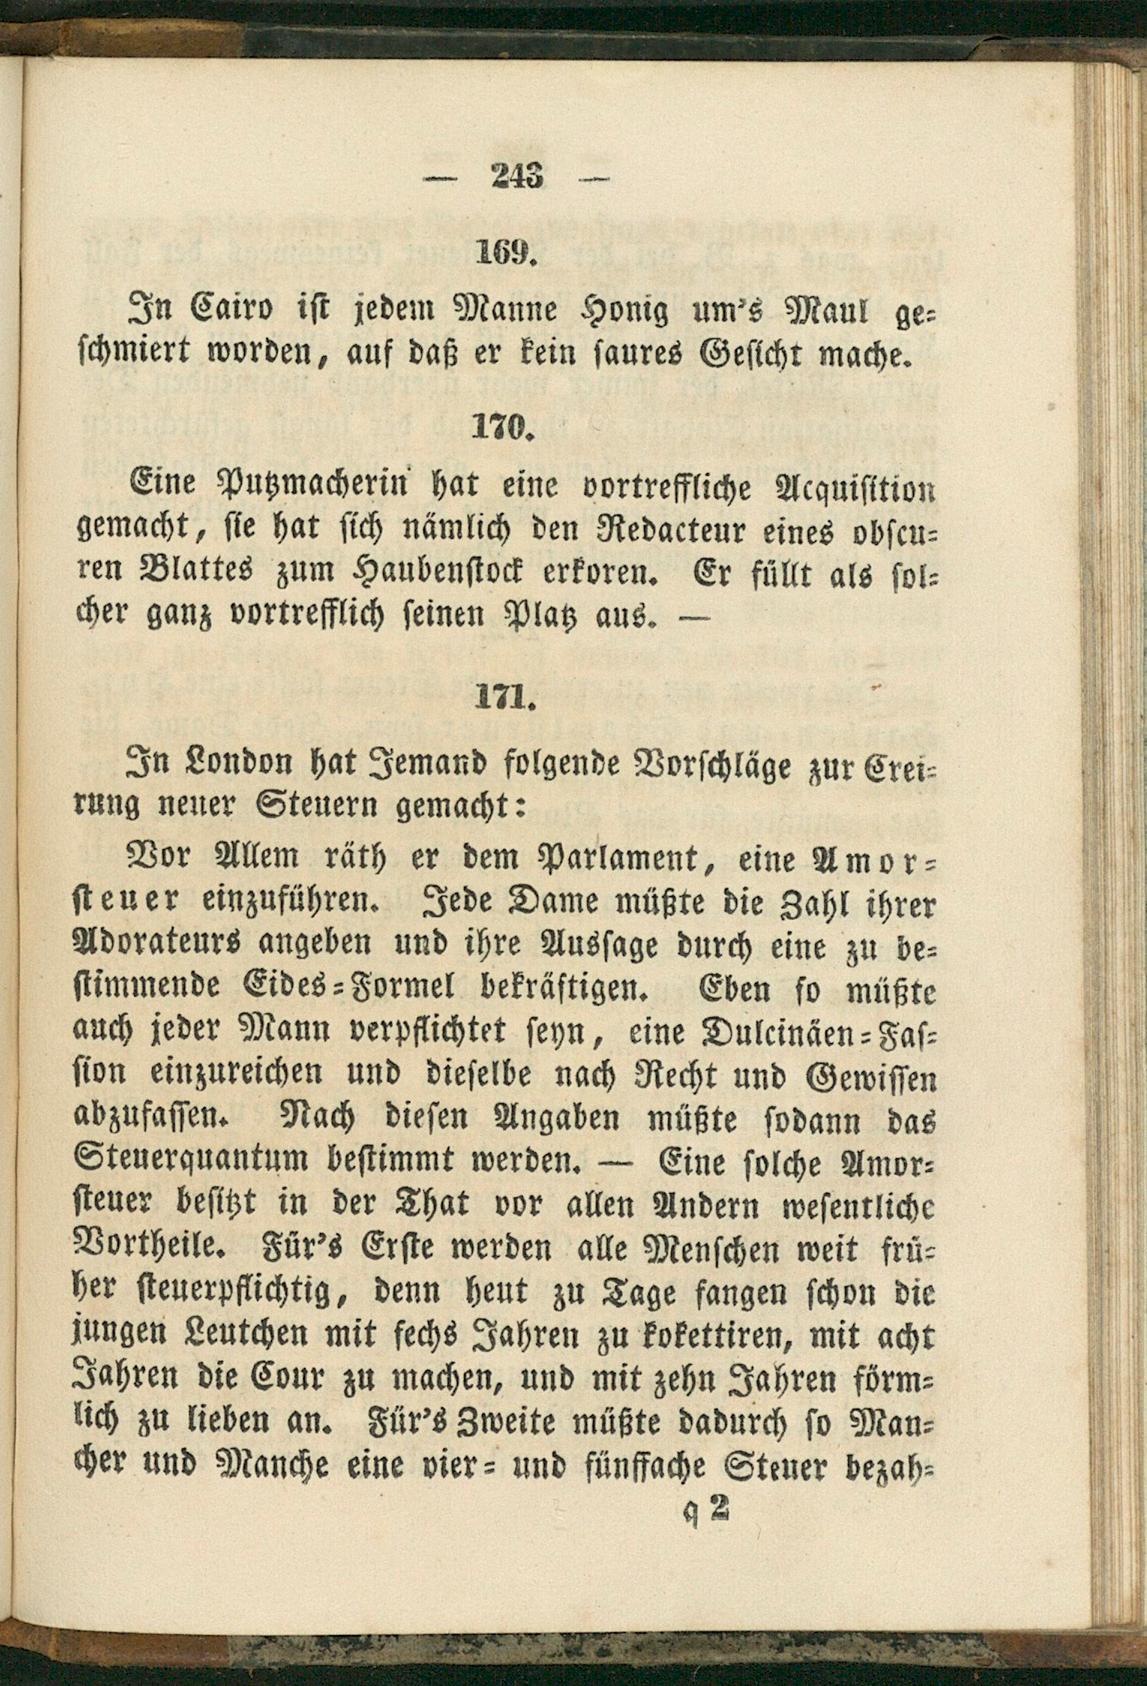 — 243 —
169.
In Cairo ist jedem Manne Honig um's Maul ge-
schmiert worden, auf daß er kein saures Gesicht mache.
170.
Eine Putzmacherin hat eine vortreffliche Acquisition
gemacht, sie hat sich nämlich den Redacteur eines obscu-
ren Blattes zum Haubenstock erkoren. Er füllt als sol-
cher ganz vortrefflich seinen Platz aus. —
171.
In London hat Jemand folgende Vorschläge zur Crei-
rung neuer Steuern gemacht:
Vor Allem räth er dem Parlament, eine Amor-
steuer einzuführen. Jede Dame müßte die Zahl ihrer
Adorateurs angeben und ihre Aussage durch eine zu be-
stimmende Eides-Formel bekräftigen. Eben so müßte
auch jeder Mann verpflichtet seyn, eine Dulcinäen-Fas-
sion einzureichen und dieselbe nach Recht und Gewissen
abzufassen. Nach diesen Angaben müßte sodann das
Steuerquantum bestimmt werden. — Eine solche Amor-
steuer besitzt in der That vor allen Andern wesentliche
Vortheile. Für's Erste werden alle Menschen weit frü-
her steuerpflichtig, denn heut zu Tage fangen schon die
jungen Leutchen mit sechs Jahren zu kokettiren, mit acht
Jahren die Cour zu machen, und mit zehn Jahren förm-
lich zu lieben an. Für's Zweite müßte dadurch so Man-
cher und Manche eine vier- und fünffache Steuer bezah-
q 2